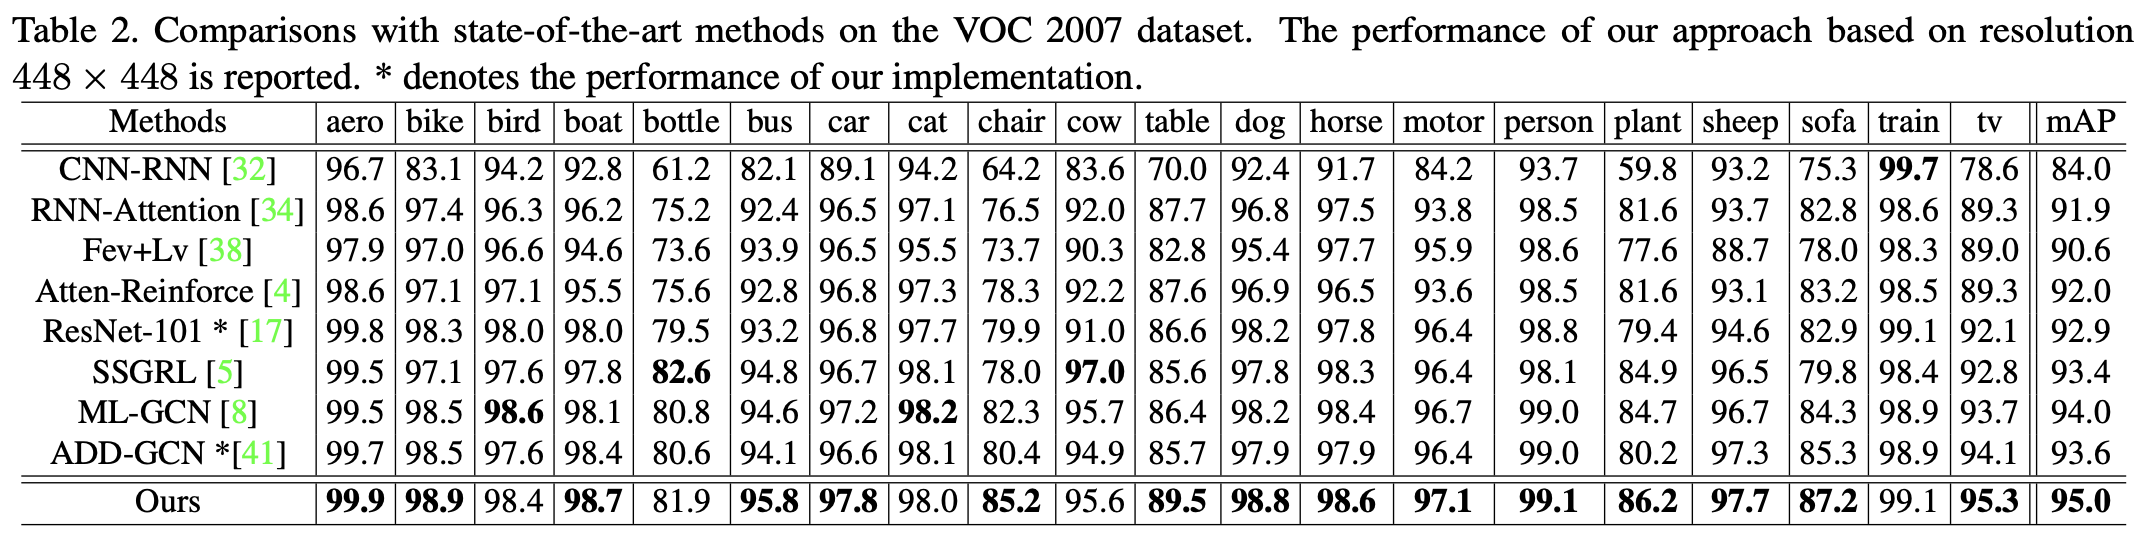 Table 2. Comparisons with state-of-the-art methods on the VOC 2007 dataset. The performance of our approach based on resolution
448 × 448 is reported. * denotes the performance of our implementation.
Methods aero bike bird boat bottle bus car cat chair cow table dog horse motor person plant sheep sofa train tv mAP
CNN-RNN [32] 96.7 83.1 94.2 92.8 61.2 82.1 89.1 94.2 64.2 83.6 70.0 92.4 91.7 84.2 93.7 59.8 93.2 75.3 99.7 78.6 84.0
RNN-Attention [34] 98.6 97.4 96.3 96.2 75.2 92.4 96.5 97.1 76.5 92.0 87.7 96.8 97.5 93.8 98.5 81.6 93.7 82.8 98.6 89.3 91.9
Fev+Lv [38] 97.9 97.0 96.6 94.6 73.6 93.9 96.5 95.5 73.7 90.3 82.8 95.4 97.7 95.9 98.6 77.6 88.7 78.0 98.3 89.0 90.6
Atten-Reinforce [4] 98.6 97.1 97.1 95.5 75.6 92.8 96.8 97.3 78.3 92.2 87.6 96.9 96.5 93.6 98.5 81.6 93.1 83.2 98.5 89.3 92.0
ResNet-101 * [17] 99.8 98.3 98.0 98.0 79.5 93.2 96.8 97.7 79.9 91.0 86.6 98.2 97.8 96.4 98.8 79.4 94.6 82.9 99.1 92.1 92.9
SSGRL [5] 99.5 97.1 97.6 97.8 82.6 94.8 96.7 98.1 78.0 97.0 85.6 97.8 98.3 96.4 98.1 84.9 96.5 79.8 98.4 92.8 93.4
ML-GCN [8] 99.5 98.5 98.6 98.1 80.8 94.6 97.2 98.2 82.3 95.7 86.4 98.2 98.4 96.7 99.0 84.7 96.7 84.3 98.9 93.7 94.0
ADD-GCN *[41] 99.7 98.5 97.6 98.4 80.6 94.1 96.6 98.1 80.4 94.9 85.7 97.9 97.9 96.4 99.0 80.2 97.3 85.3 98.9 94.1 93.6
Ours 99.9 98.9 98.4 98.7 81.9 95.8 97.8 98.0 85.2 95.6 89.5 98.8 98.6 97.1 99.1 86.2 97.7 87.2 99.1 95.3 95.0